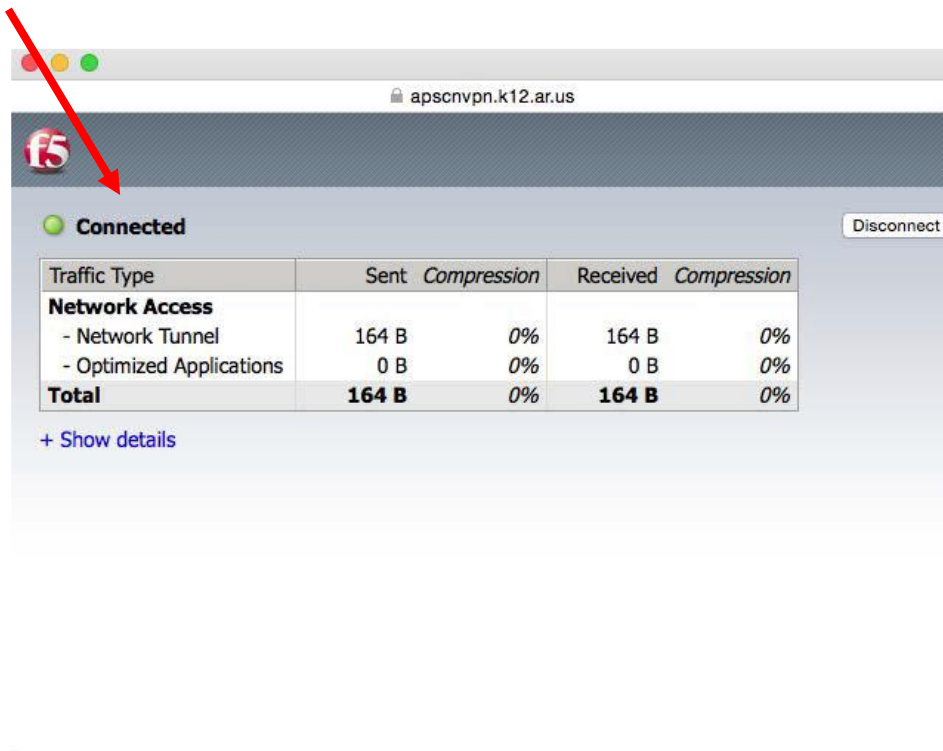 apscnvpn.k12.ar.us
f5
Connected
Disconnect
Traffic Type Sent Compression Received Compression
Network Access
- Network Tunnel 164 B 0% 164 B 0%
- Optimized Applications 0 B 0% 0 B 0%
Total 164 B 0% 164 B 0%
+ Show details